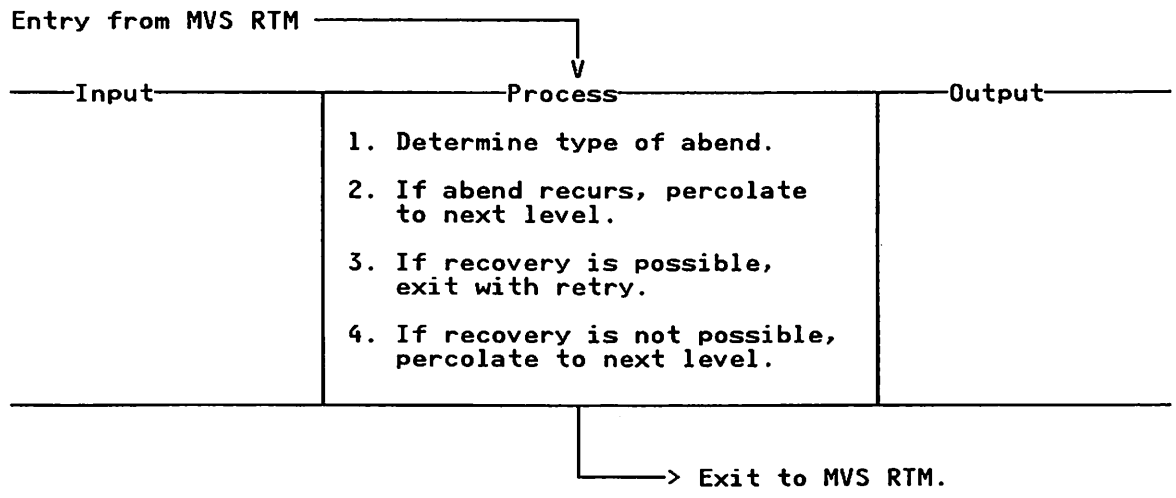 Entry from MVS RTM
V
Input
Process
Output
1. Determine type of abend.
2. If abend recurs, percolate
to next level.
3. If recovery is possible,
exit with retry.
4. If recovery is not possible,
percolate to next level.
> Exit to MVS RTM.